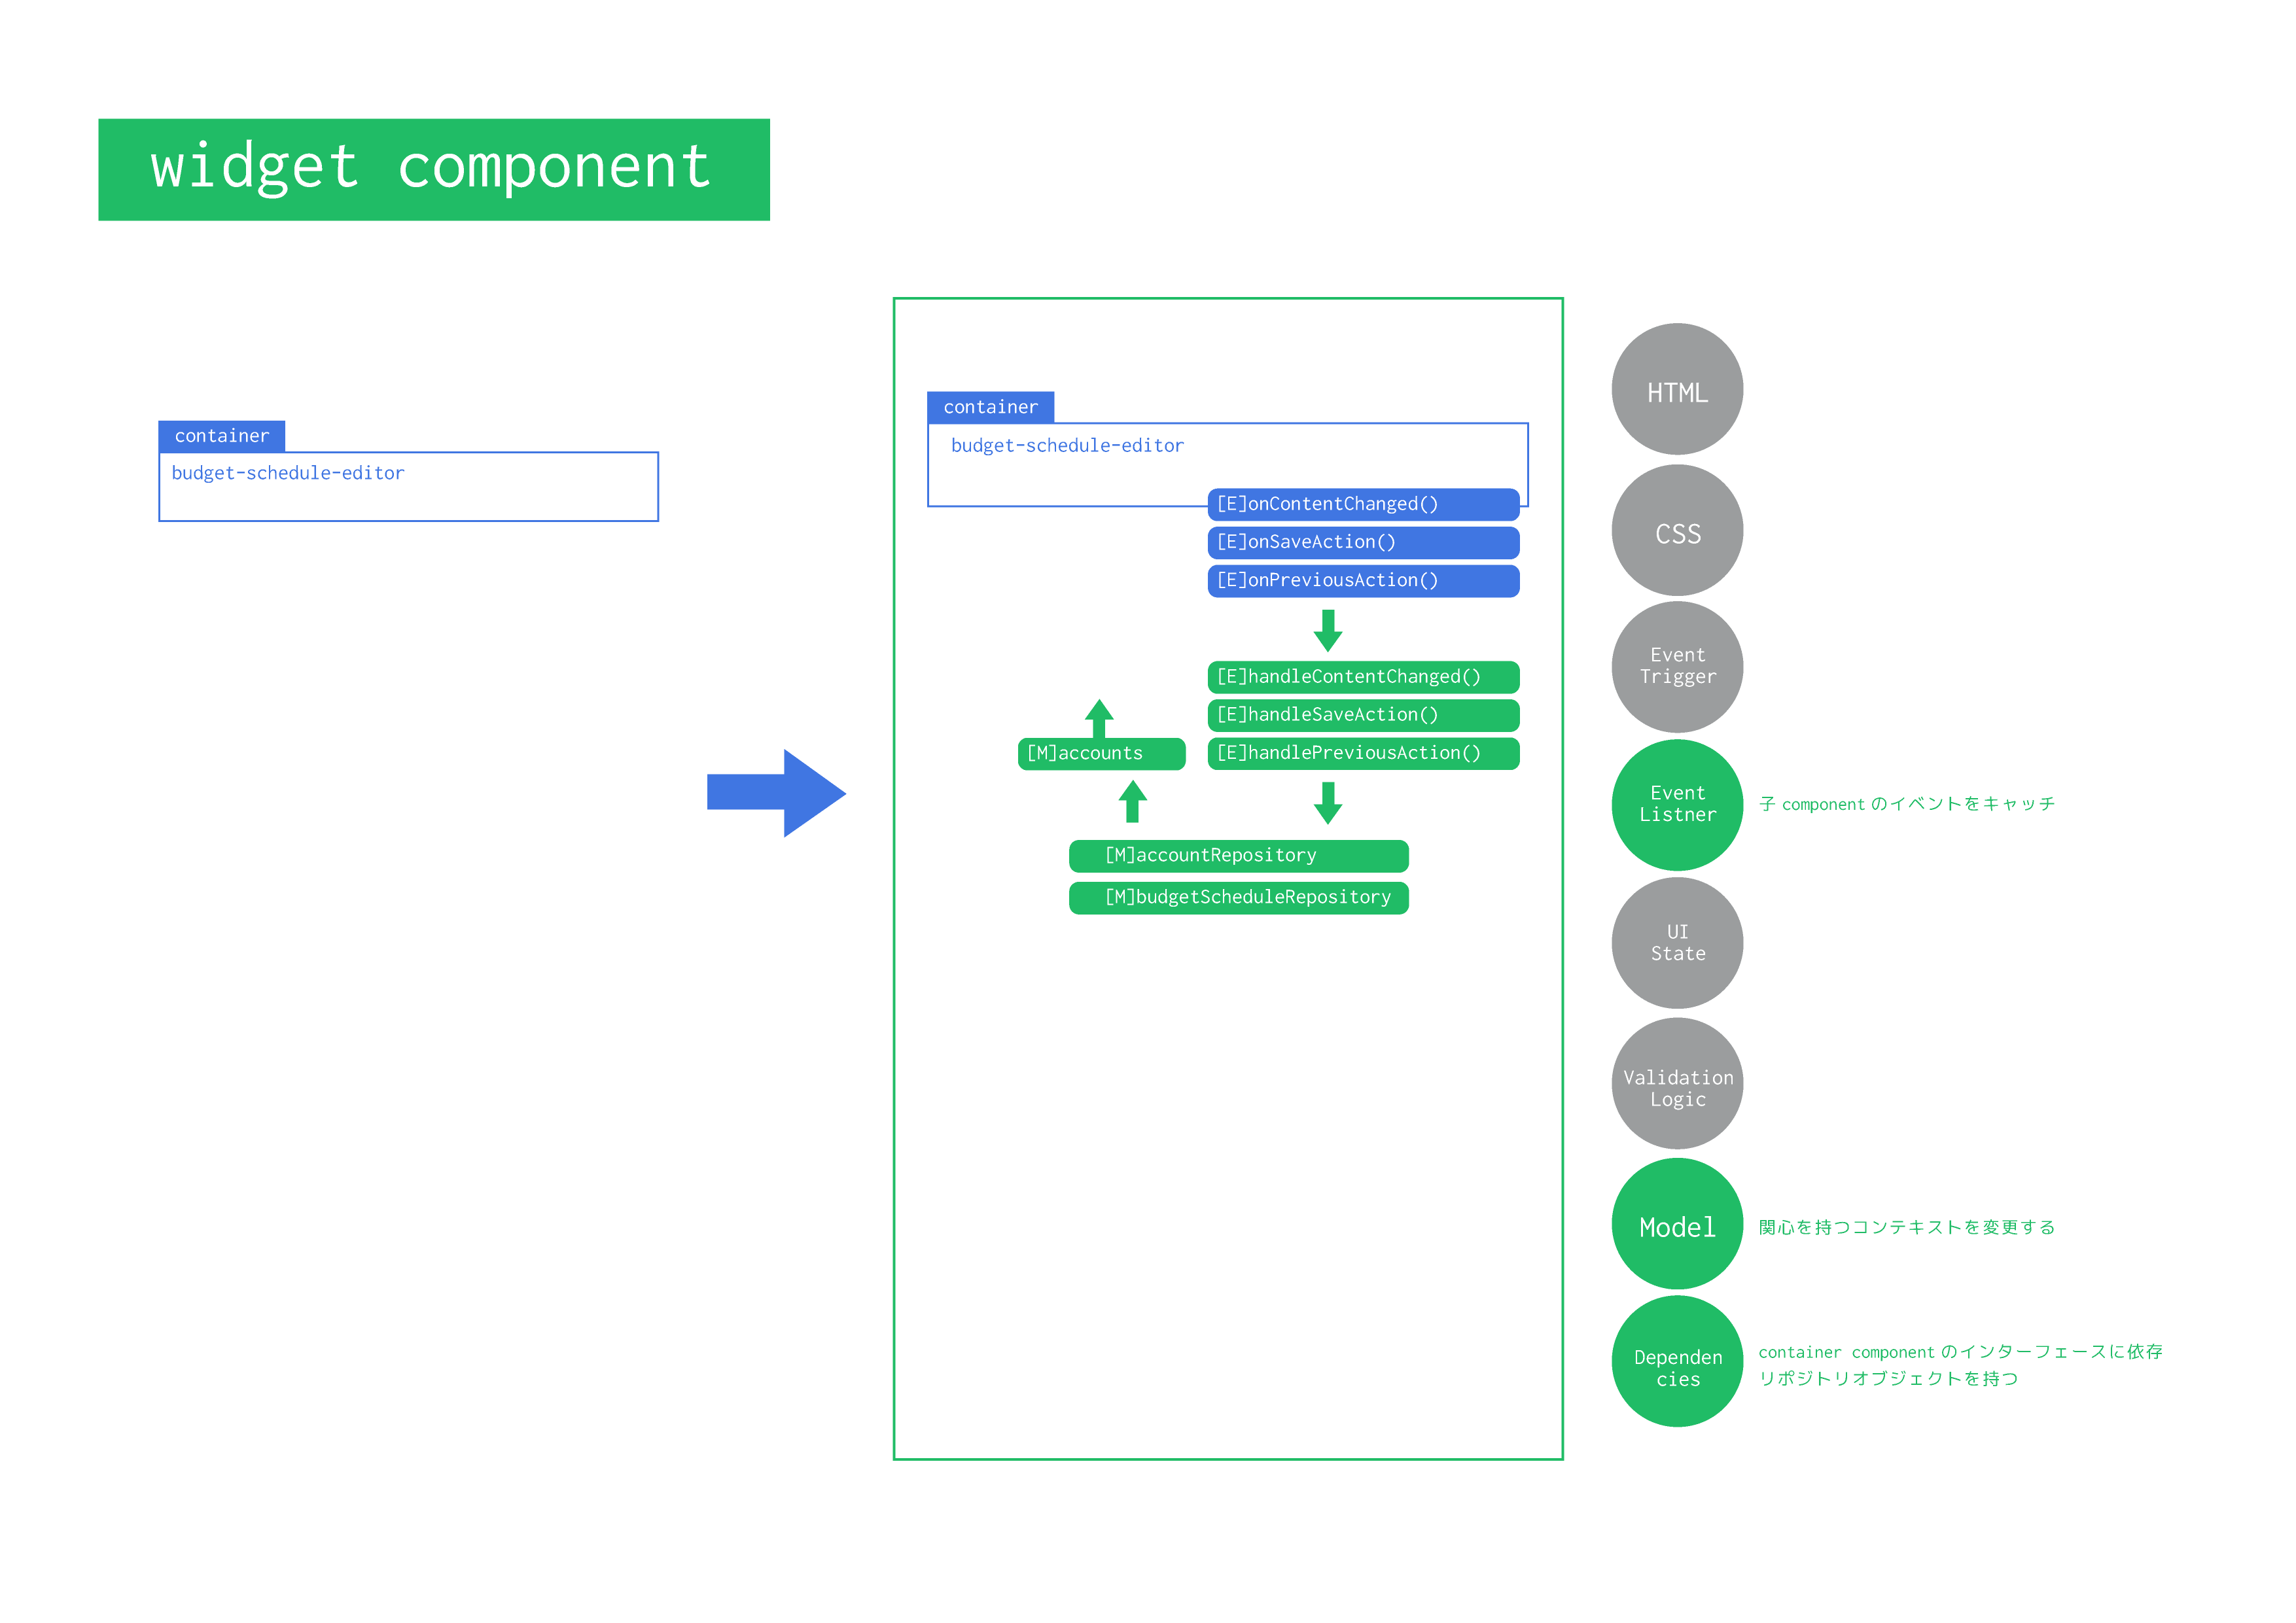 widget component
container
budget-schedule-editor
container
budget-schedule-editor
[E]onContentChanged()
[E]onSaveAction()
[E]onPreviousAction()
[E]handleContentChanged()
[E]handleSaveAction()
[M]accounts
[E]handlePreviousAction()
[M]accountRepository
[M]budgetScheduleRepository
HTML
CSS
Event
Trigger
Event
Listner
子 component のイベントをキャッチ
UI
State
Validation
Logic
Model
関心を持つコンテキストを変更する
Dependen
cies
container component のインターフェースに依存
リポジトリオブジェクトを持つ